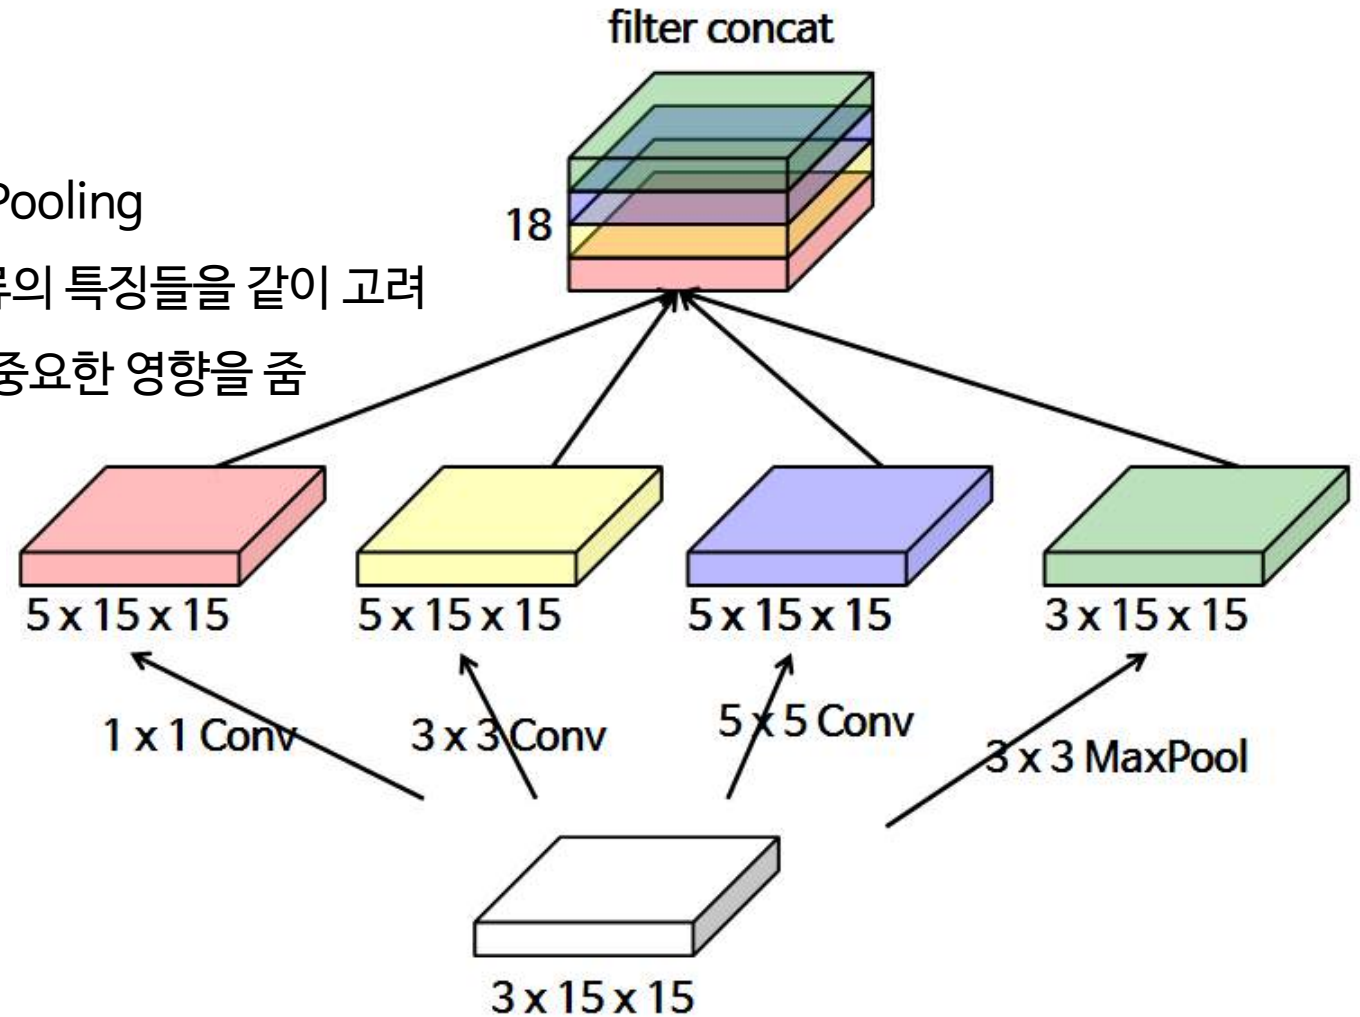 filter concat
Pooling
18
류의 특징들을 같이 고려
중요한 영향을 줌
5 x 15 x 15
5 x 15 x 15
5 x 15 x 15
3 x 15 x 15
1 x 1 Conv
3 x 3 Conv
5 x 5 Conv
3 x 3 MaxPool
3 x 15 x 15